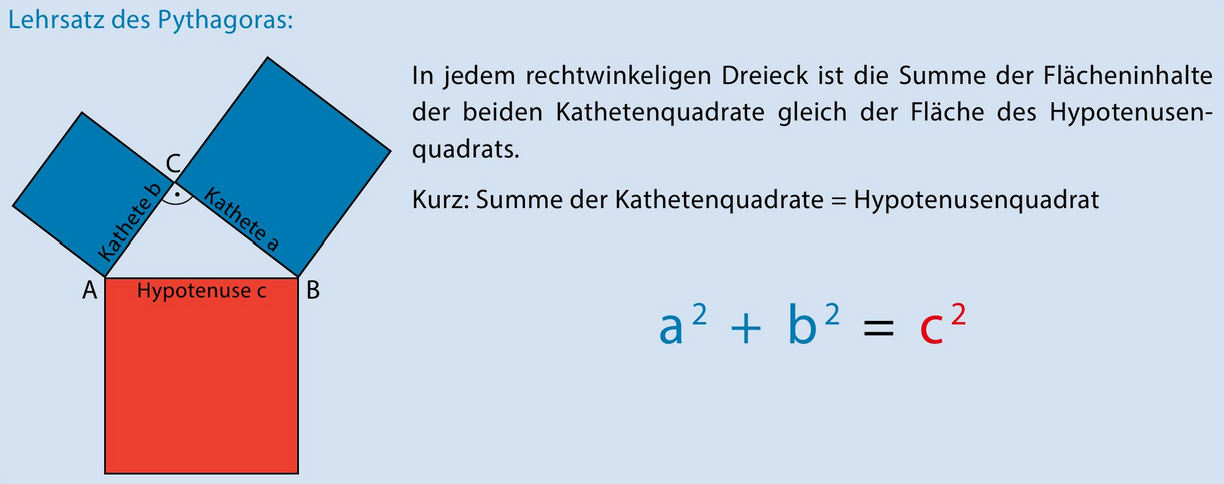 Lehrsatz des Pythagoras:
In jedem rechtwinkeligen Dreieck ist die Summe der Flächeninhalte
der beiden Kathetenquadrate gleich der Fläche des Hypotenusen-
quadrats.
Kurz: Summe der Kathetenquadrate = Hypotenusenquadrat
C
Kathete b
Kathete a
A
Hypotenuse c
B
a² + b² = c²